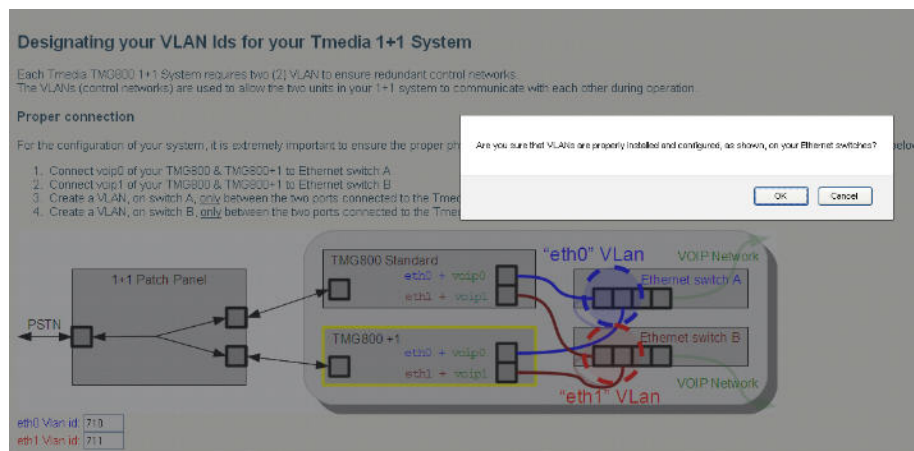 Designating your VLAN Ids for your Tmedia 1+1 System
Each Tmedia TMG800 1+1 System requires two (2) VLAN to ensure redundant control networks.
The VLANs (control networks) are used to allow the two units in your 1+1 system to communicate with each other during operation.
Proper connection
For the configuration of your system, it is extremely important to ensure the proper
Are you sure that VLANs are properly installed and configured, as shown, on your Ethernet switches?
OK
Cancel
1. Connect voip0 of your TMG800 & TMG800+1 to Ethernet switch A
2. Connect voip1 of your TMG800 & TMG800+1 to Ethernet switch B
3. Create a VLAN, on switch A, only between the two ports connected to the
4. Create a VLAN, on switch B, only between the two ports connected to the
"eth0" VLan
VOIP Network
TMG800 Standard
1+1 Patch Panel
eth0 + voip0
Ethernet switch A
eth1 + voip1
PSTN
TMG800 +1
Ethernet switch B
eth0 + voip0
eth1 + voip1
VOIP Network
"eth1" VLan
eth0 Vlan id: 710
eth1 Vlan id: 711